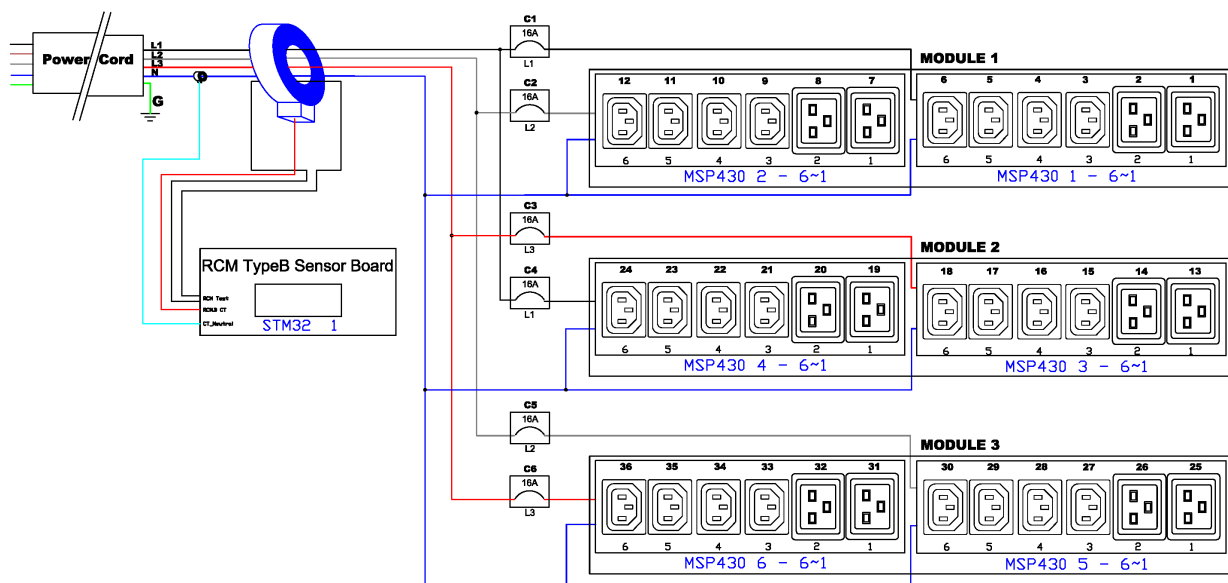 Power Cord
L1
L2
L3
N
G
C1
16A
L1
C2
16A
L2
MODULE 1
12 11 10 9 8 7 6 5 4 3 2 1
6 5 4 3 2 1 6 5 4 3 2 1
MSP430 2 - 6~1 MSP430 1 - 6~1
C3
16A
L3
C4
16A
L1
MODULE 2
24 23 22 21 20 19 18 17 16 15 14 13
6 5 4 3 2 1 6 5 4 3 2 1
MSP430 4 - 6~1 MSP430 3 - 6~1
RCM TypeB Sensor Board
RCM Test
RCMB CT
CT_Neutral
STM32 1
C5
16A
L2
C6
16A
L3
MODULE 3
36 35 34 33 32 31 30 29 28 27 26 25
6 5 4 3 2 1 6 5 4 3 2 1
MSP430 6 - 6~1 MSP430 5 - 6~1